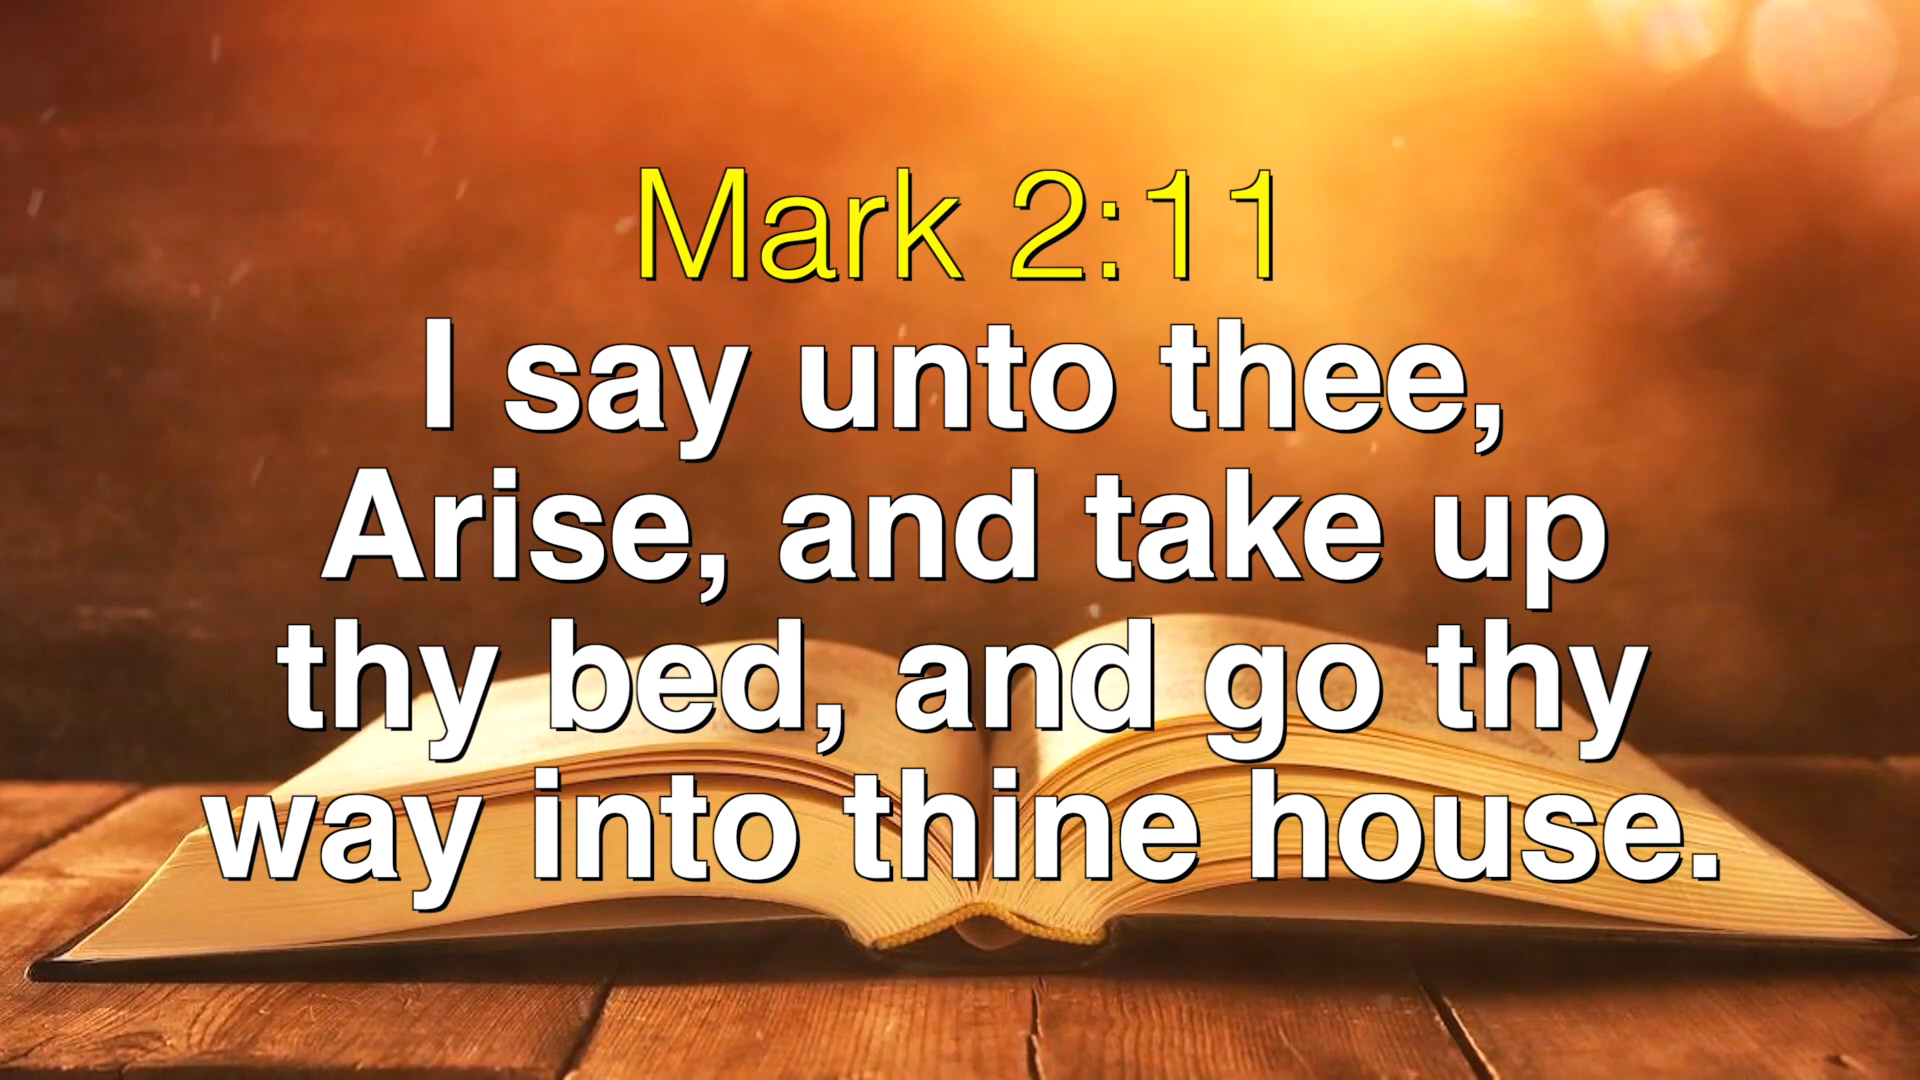 Mark 2:11
I say unto thee,
Arise, and take up
thy bed, and go thy
way into thine house.